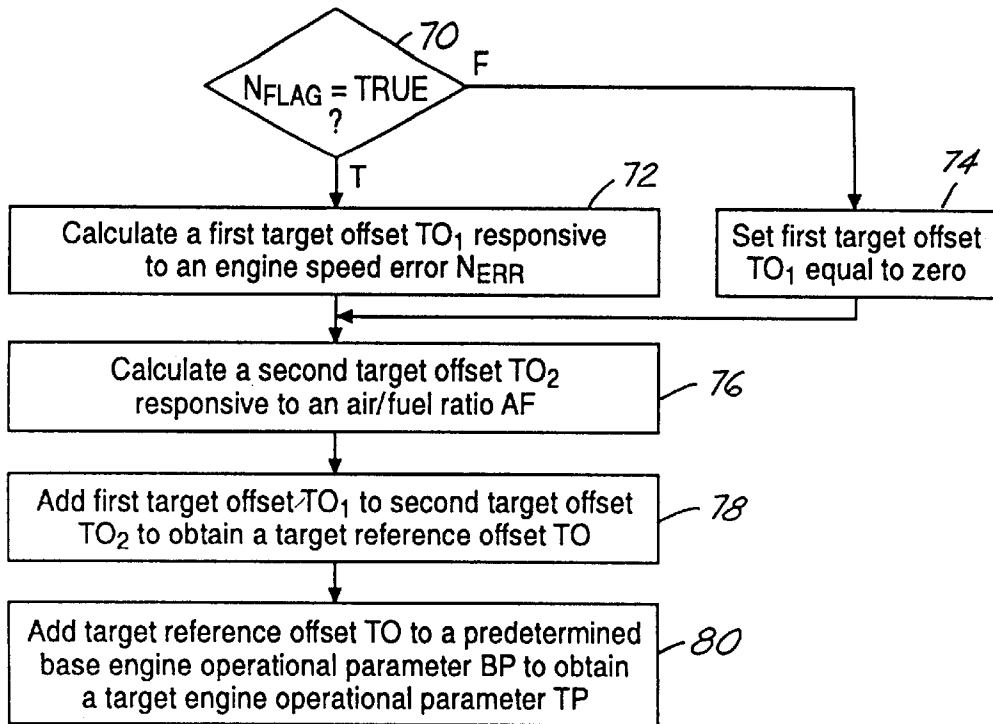 70
F
N_FLAG = TRUE
?
T
72
74
Calculate a first target offset TO₁ responsive
to an engine speed error N_ERR
Set first target offset
TO₁ equal to zero
Calculate a second target offset TO₂
responsive to an air/fuel ratio AF
76
Add first target offset TO₁ to second target offset
TO₂ to obtain a target reference offset TO
78
Add target reference offset TO to a predetermined
base engine operational parameter BP to obtain
a target engine operational parameter TP
80